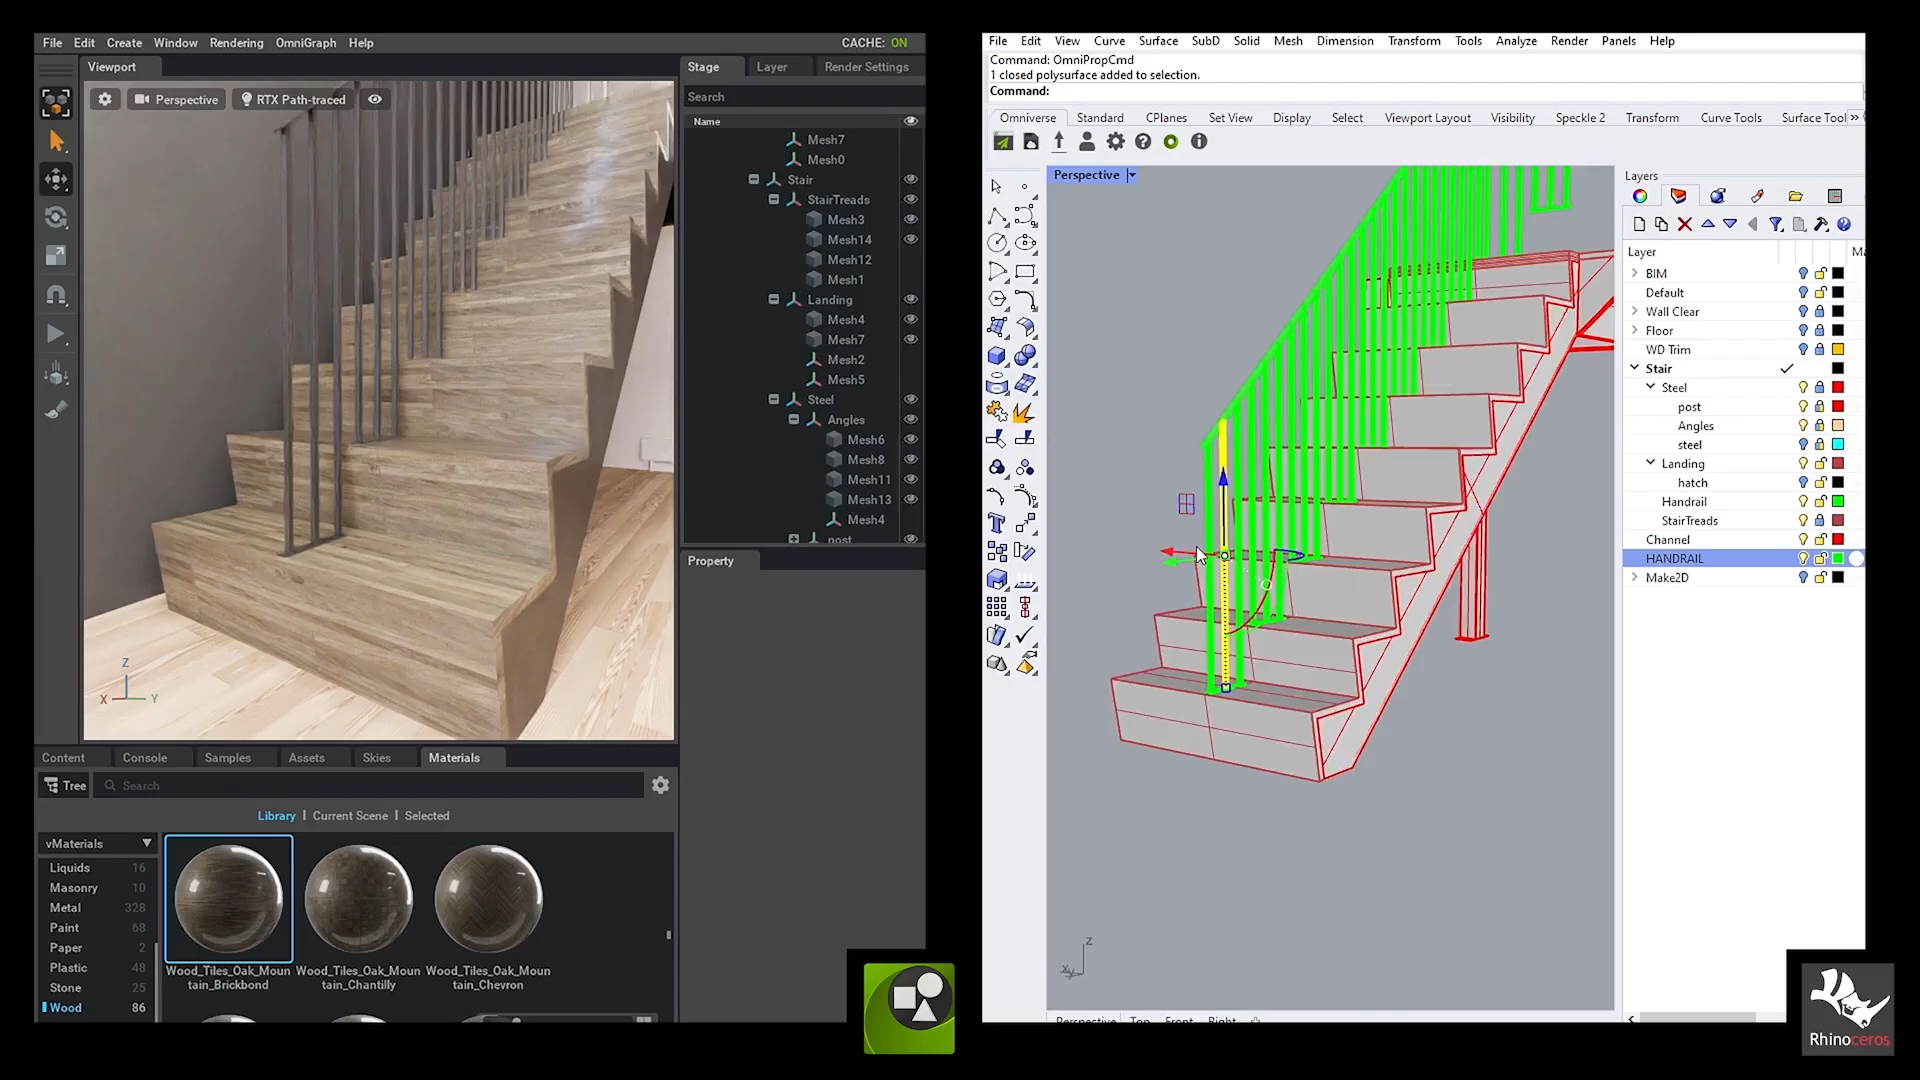 File Edit Create Window Rendering OmniGraph Help CACHE: ON
Viewport
Perspective RTX Path-traced
Stage Layer Render Settings
Search
Name
Mesh7
Mesh0
Stair
StairTreads
Mesh3
Mesh14
Mesh12
Mesh1
Landing
Mesh4
Mesh7
Mesh2
Mesh5
Steel
Angles
Mesh6
Mesh8
Mesh11
Mesh13
Mesh4
post
Property
Z
X Y
Content Console Samples Assets Skies Materials
Tree Search
Library | Current Scene | Selected
vMaterials
Liquids 16
Masonry 10
Metal 328
Paint 68
Paper 2
Plastic 48
Stone 25
Wood 86
Wood_Tiles_Oak_Moun
tain_Brickbond
Wood_Tiles_Oak_Moun
tain_Chantilly
Wood_Tiles_Oak_Moun
tain_Chevron
File Edit View Curve Surface SubD Solid Mesh Dimension Transform Tools Analyze Render Panels Help
Command: OmniPropCmd
1 closed polysurface added to selection.
Command:
Omniverse Standard CPlanes Set View Display Select Viewport Layout Visibility Speckle 2 Transform Curve Tools Surface Tool »
Perspective
z
x y
Perspective Top Front Right
Layers
Layer Ma
BIM
Default
Wall Clear
Floor
WD Trim
Stair
Steel
post
Angles
steel
Landing
hatch
Handrail
StairTreads
Channel
HANDRAIL
Make2D
Rhinoceros